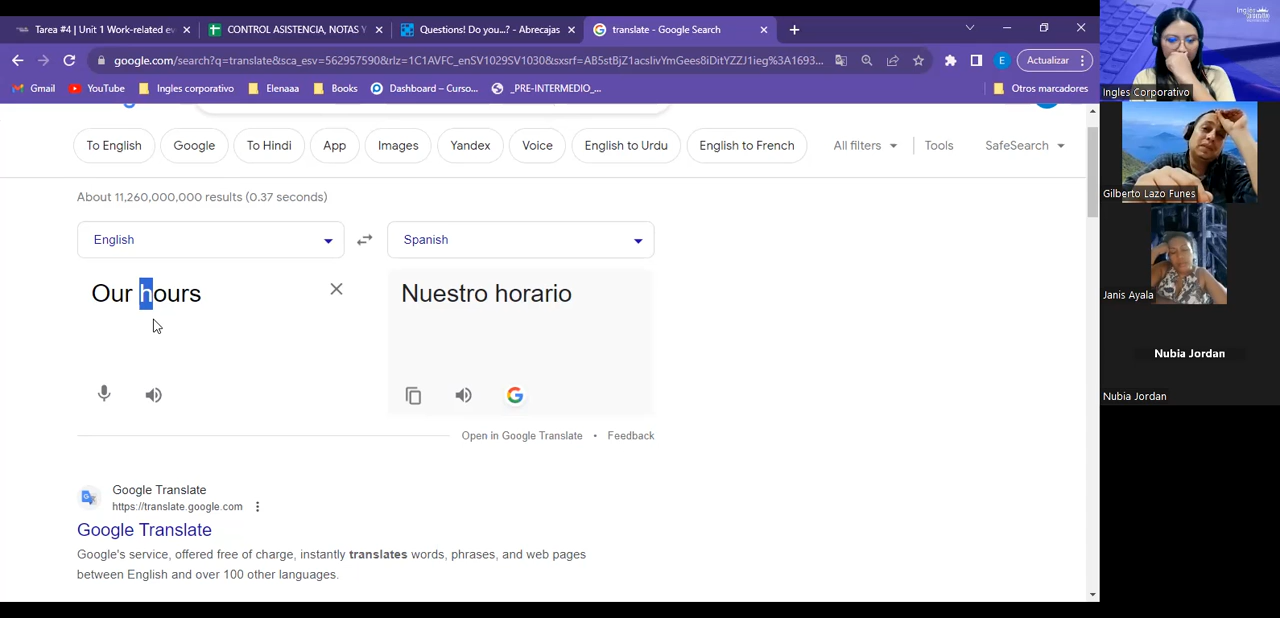 Tarea #4 | Unit 1 Work-related ev
CONTROL ASISTENCIA, NOTAS Y
Questions! Do you...? - Abrecajas
translate - Google Search
google.com/search?q=translate&sca_esv=562957590&rlz=1C1AVFC_enSV1029SV1030&sxsrf=AB5stBjZ1acsIivYmGees8iDitYZZJ1ieg%3A1693...
E
Actualizar
Gmail
YouTube
Ingles corporativo
Elenaaa
Books
Dashboard – Curso...
_PRE-INTERMEDIO_...
Otros marcadores
To English
Google
To Hindi
App
Images
Yandex
Voice
English to Urdu
English to French
All filters
Tools
SafeSearch
About 11,260,000,000 results (0.37 seconds)
English
Spanish
Our hours
Nuestro horario
Open in Google Translate • Feedback
Google Translate
https://translate.google.com
Google Translate
Google's service, offered free of charge, instantly translates words, phrases, and web pages
between English and over 100 other languages.
Ingles Corporativo
Gilberto Lazo Funes
Janis Ayala
Nubia Jordan
Nubia Jordan